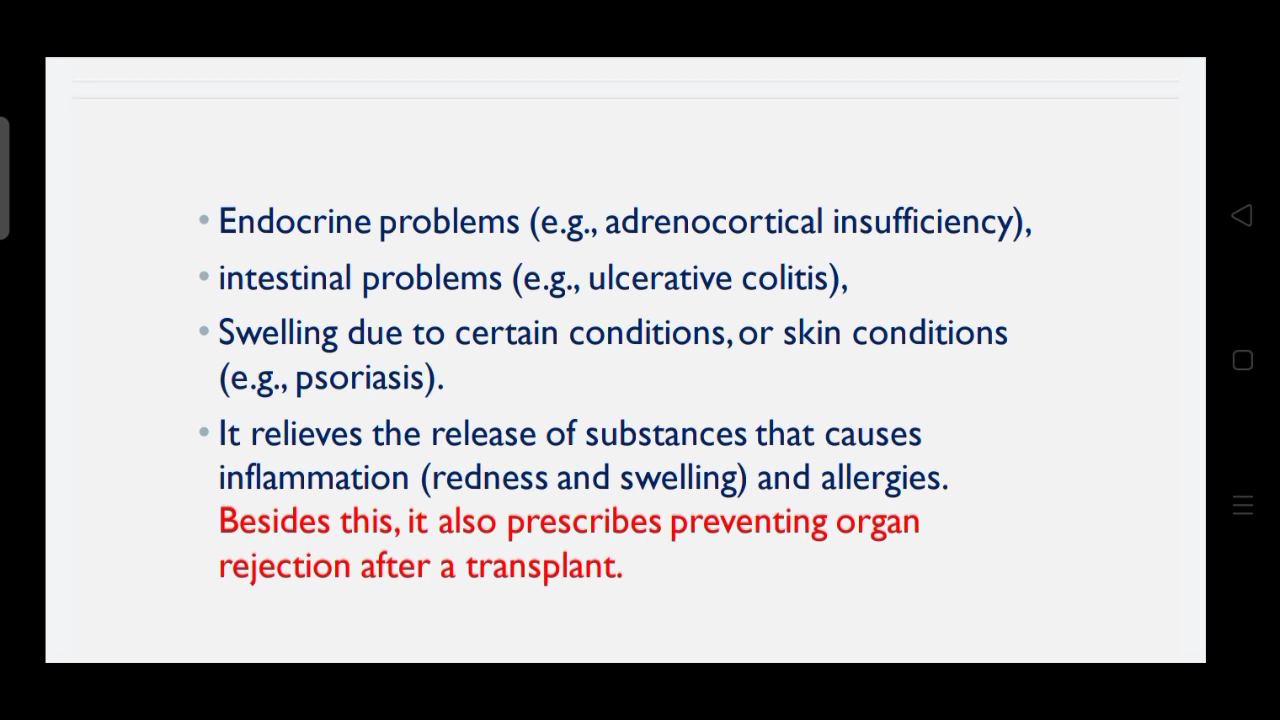 • Endocrine problems (e.g., adrenocortical insufficiency),
• intestinal problems (e.g., ulcerative colitis),
• Swelling due to certain conditions, or skin conditions
(e.g., psoriasis).
• It relieves the release of substances that causes
inflammation (redness and swelling) and allergies.
Besides this, it also prescribes preventing organ
rejection after a transplant.